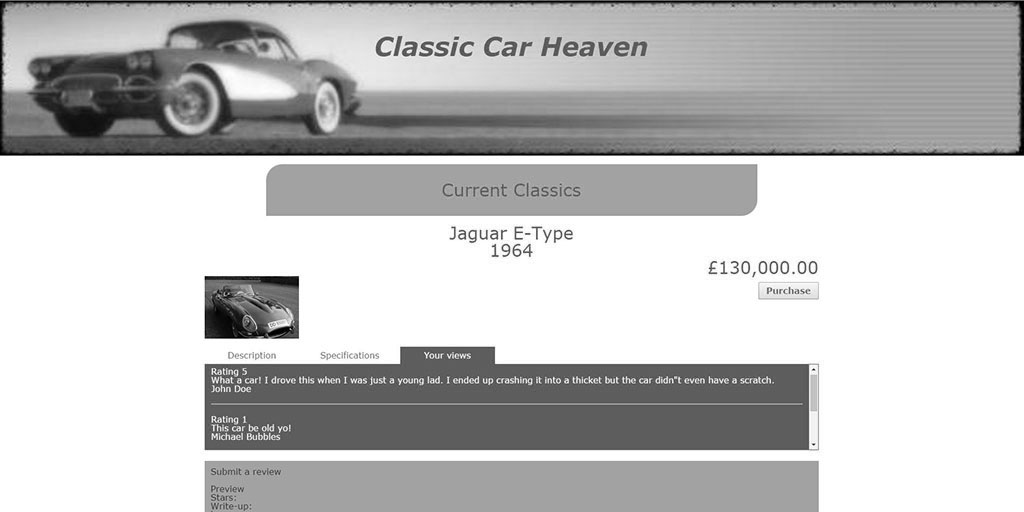 Classic Car Heaven
Current Classics
Jaguar E-Type
1964
£130,000.00
Purchase
Description
Specifications
Your views
Rating 5
What a car! I drove this when I was just a young lad. I ended up crashing it into a thicket but the car didn"t even have a scratch.
John Doe
Rating 1
This car be old yo!
Michael Bubbles
Submit a review
Preview
Stars:
Write-up: